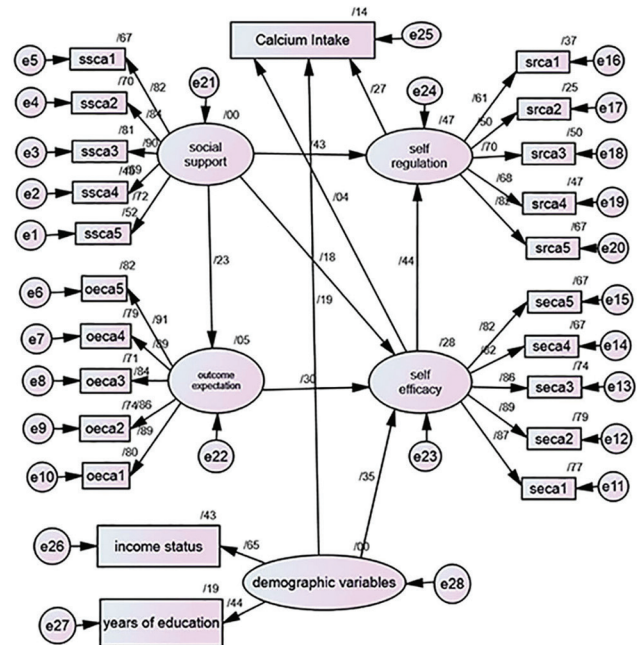 /14
Calcium Intake
e25
/67
e5
ssca1
/82
/70
e4
ssca2
/84
/81
e3
ssca3
/90
e2
ssca4
/69
/72
/52
e1
ssca5
e21
/00
social
support
/43
/27
e24
/47
self
regulation
/37
srca1
e16
/61
/25
srca2
e17
/50
/50
srca3
e18
/70
/47
srca4
e19
/68
/67
srca5
e20
/82
/04
/23
/18
/19
/44
/82
e6
oeca5
/91
/79
e7
oeca4
/89
/71
e8
oeca3
/84
/74
/86
e9
oeca2
/89
/80
e10
oeca1
/05
outcome
expectation
e22
/30
/28
self
efficacy
e23
/67
seca5
e15
/82
/67
seca4
e14
/82
/74
seca3
e13
/86
/79
seca2
e12
/89
/77
seca1
e11
/87
/35
/43
e26
income status
/65
/00
demographic variables
e28
/19
e27
years of education
/44